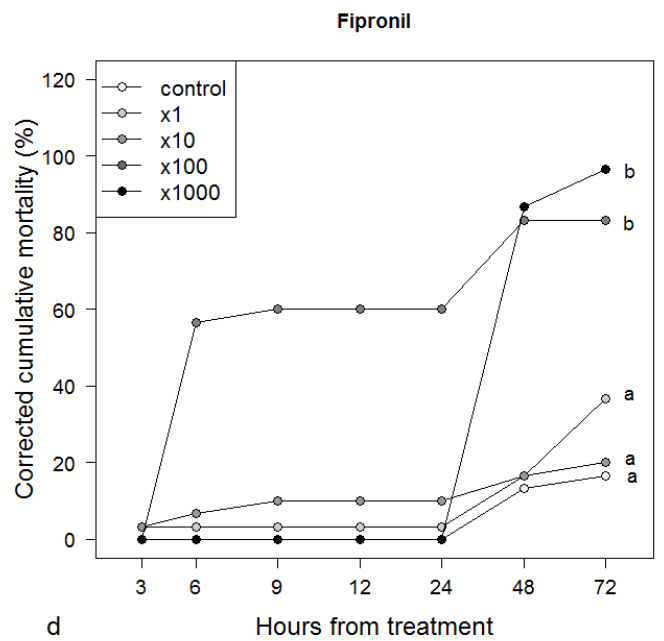 Fipronil
Corrected cumulative mortality (%)
120
100
80
60
40
20
0
control
x1
x10
x100
x1000
b
b
a
a
a
3 6 9 12 24 48 72
d Hours from treatment